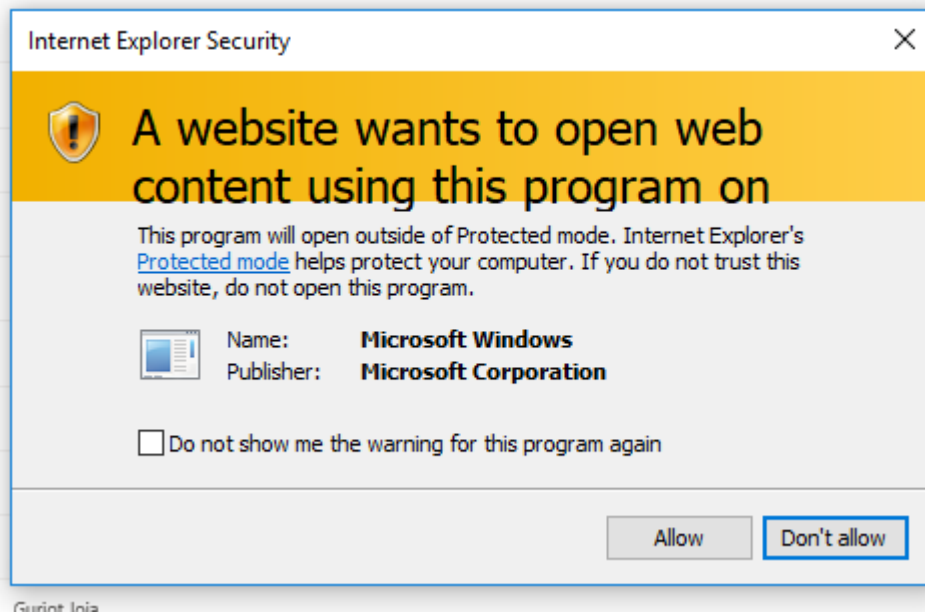 Internet Explorer Security
A website wants to open web
content using this program on
This program will open outside of Protected mode. Internet Explorer's
Protected mode helps protect your computer. If you do not trust this
website, do not open this program.
Name: Microsoft Windows
Publisher: Microsoft Corporation
Do not show me the warning for this program again
Allow Don't allow